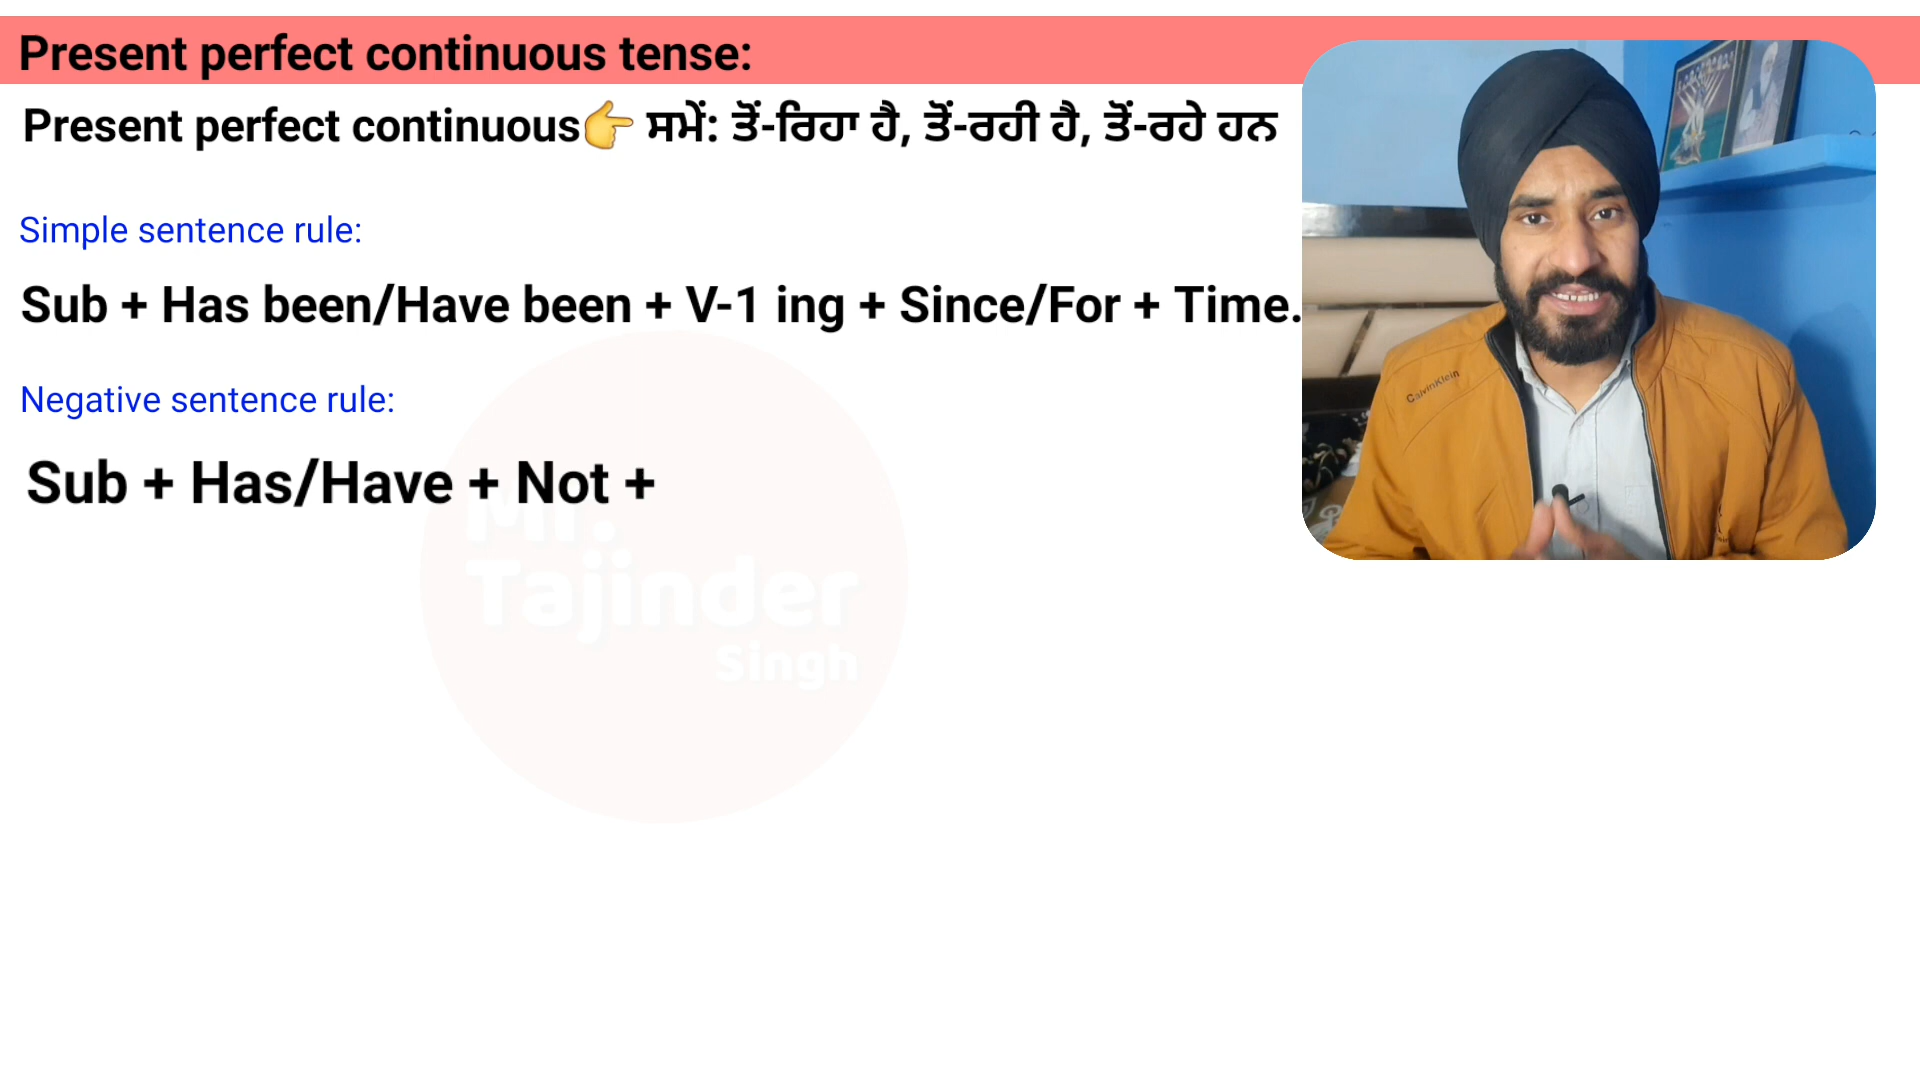 Present perfect continuous tense:
Present perfect continuous👉 ਸਮੇਂ: ਤੋਂ-ਰਿਹਾ ਹੈ, ਤੋਂ-ਰਹੀ ਹੈ, ਤੋਂ-ਰਹੇ ਹਨ
Simple sentence rule:
Sub + Has been/Have been + V-1 ing + Since/For + Time.
Negative sentence rule:
Sub + Has/Have + Not +
Mr.
Tajinder
Singh
CalvinKlein